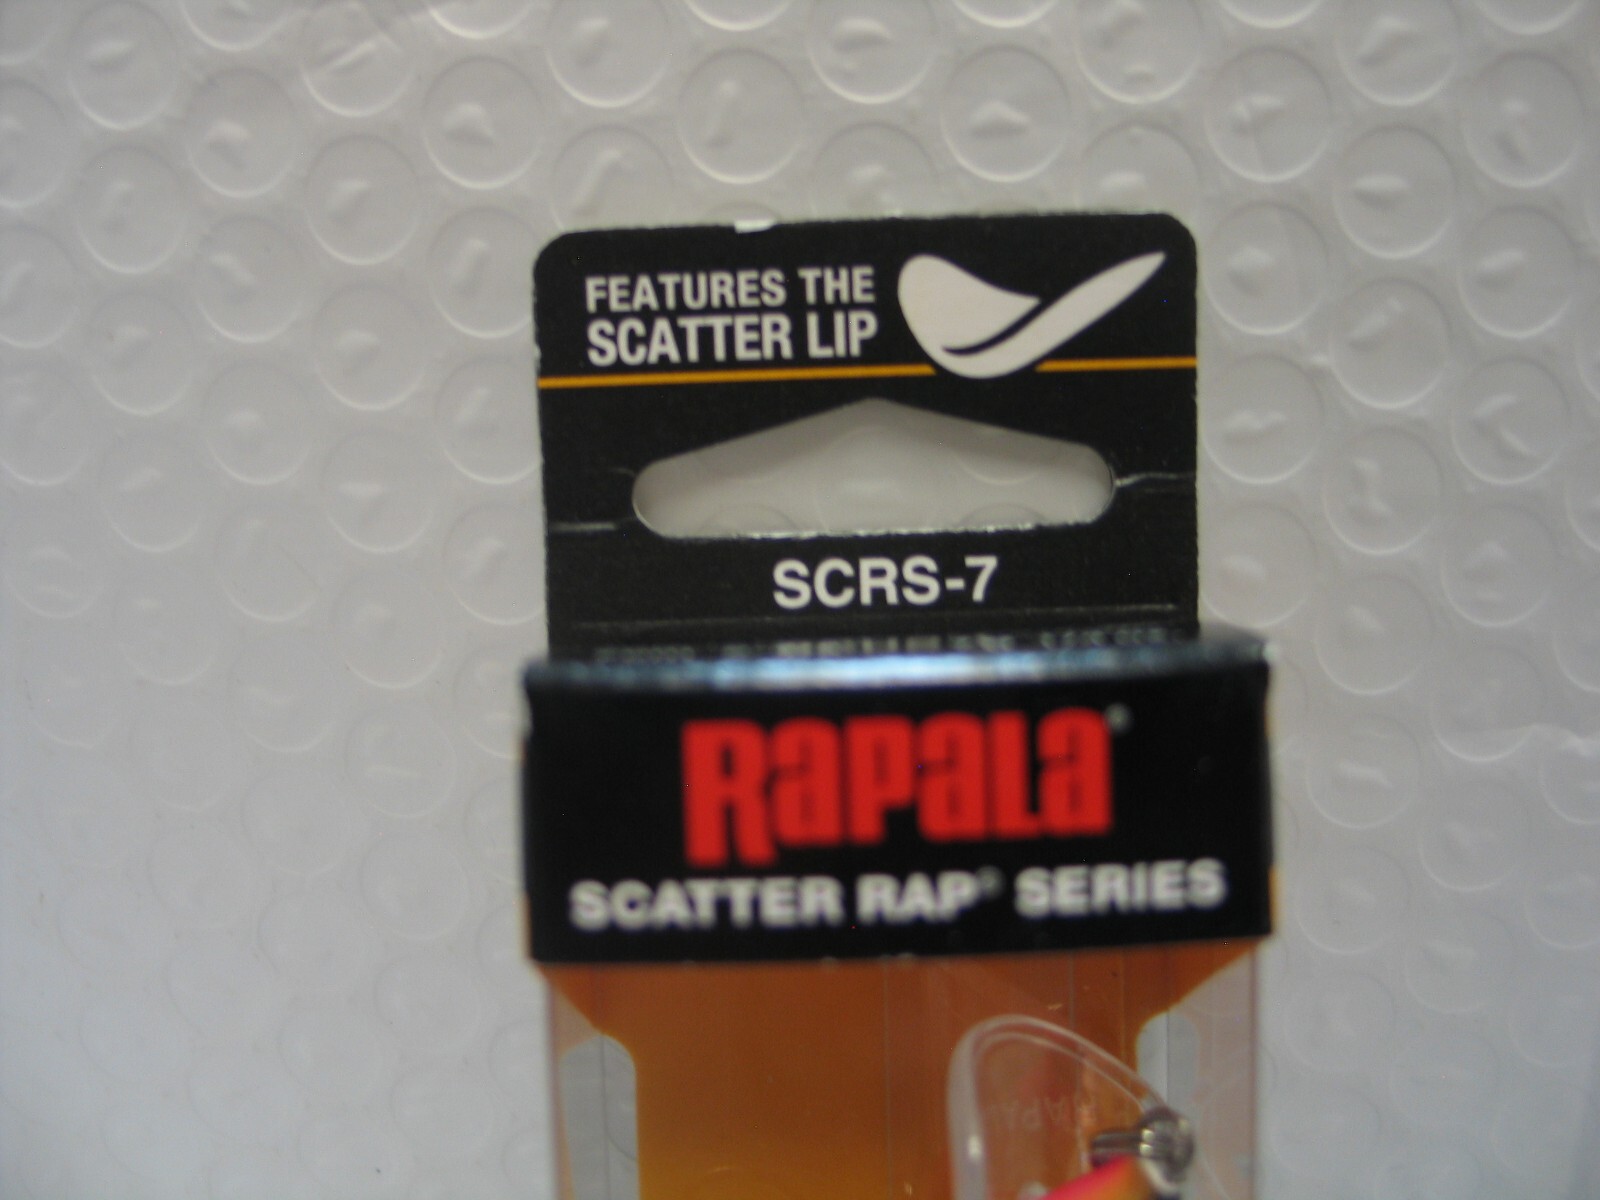 FEATURES THE
SCATTER LIP
SCRS-7
RAPALA®
SCATTER RAP® SERIES